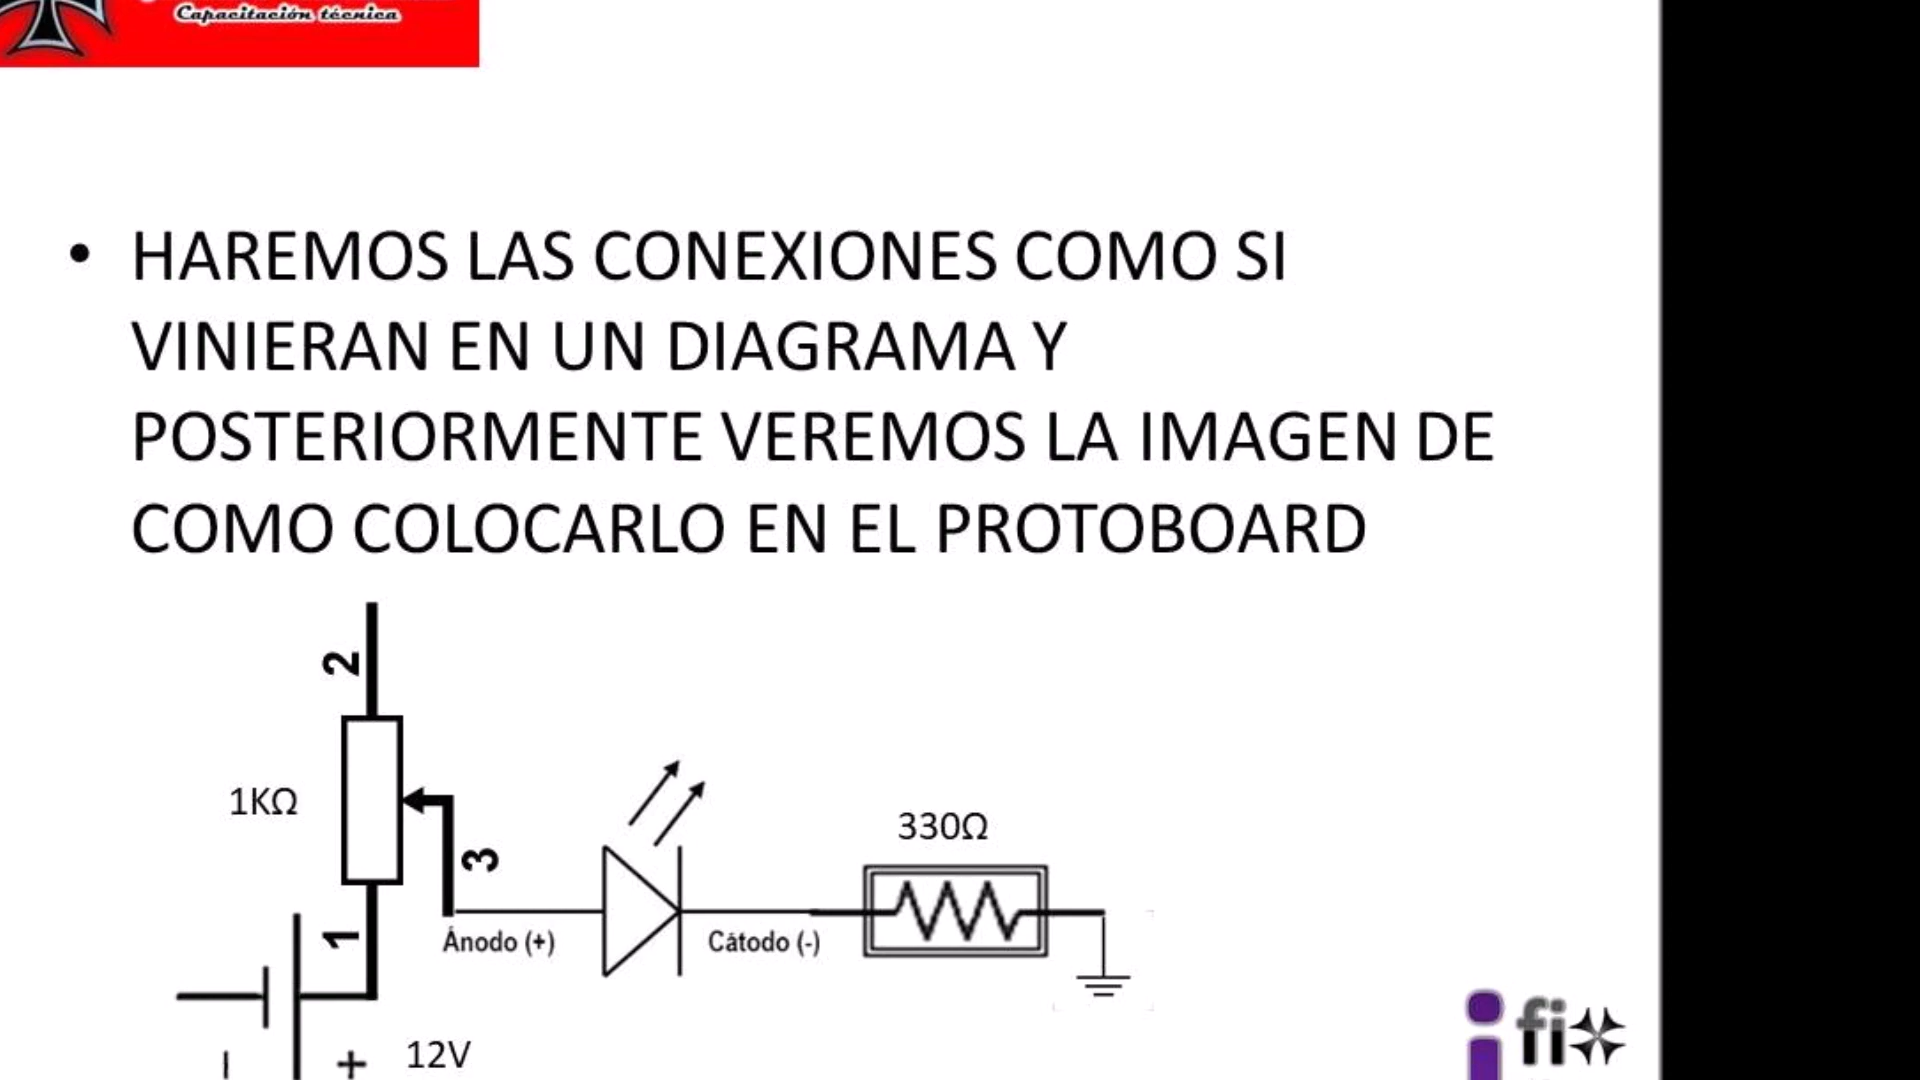 Capacitación técnica
• HAREMOS LAS CONEXIONES COMO SI
VINIERAN EN UN DIAGRAMA Y
POSTERIORMENTE VEREMOS LA IMAGEN DE
COMO COLOCARLO EN EL PROTOBOARD
2
1KΩ
3
330Ω
1
Ánodo (+)
Cátodo (-)
- + 12V
ifi